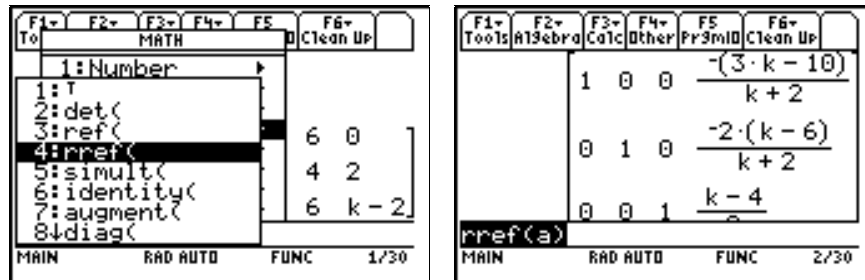 F1▾ F2▾ F3▾ F4▾ F5 F6▾
To MATH O Clean Up
1:Number ▸
1:ᵀ
2:det(
3:ref(
4:rref(
5:simult(
6:identity(
7:augment(
8↓diag(
6 0
4 2
6 k − 2
MAIN RAD AUTO FUNC 1/30
F1▾ F2▾ F3▾ F4▾ F5 F6▾
Tools Algebra Calc Other PrgmIO Clean Up
1 0 0 -(3·k − 10)/(k + 2)
0 1 0 -2·(k − 6)/(k + 2)
0 0 1 k − 4
rref(a)
MAIN RAD AUTO FUNC 2/30